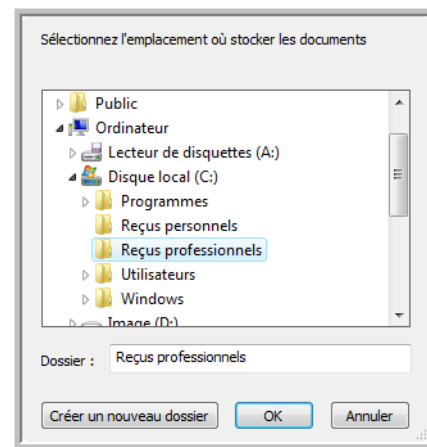 Sélectionnez l'emplacement où stocker les documents
Public
Ordinateur
Lecteur de disquettes (A:)
Disque local (C:)
Programmes
Reçus personnels
Reçus professionnels
Utilisateurs
Windows
Image (D:)
Dossier : Reçus professionnels
Créer un nouveau dossier OK Annuler